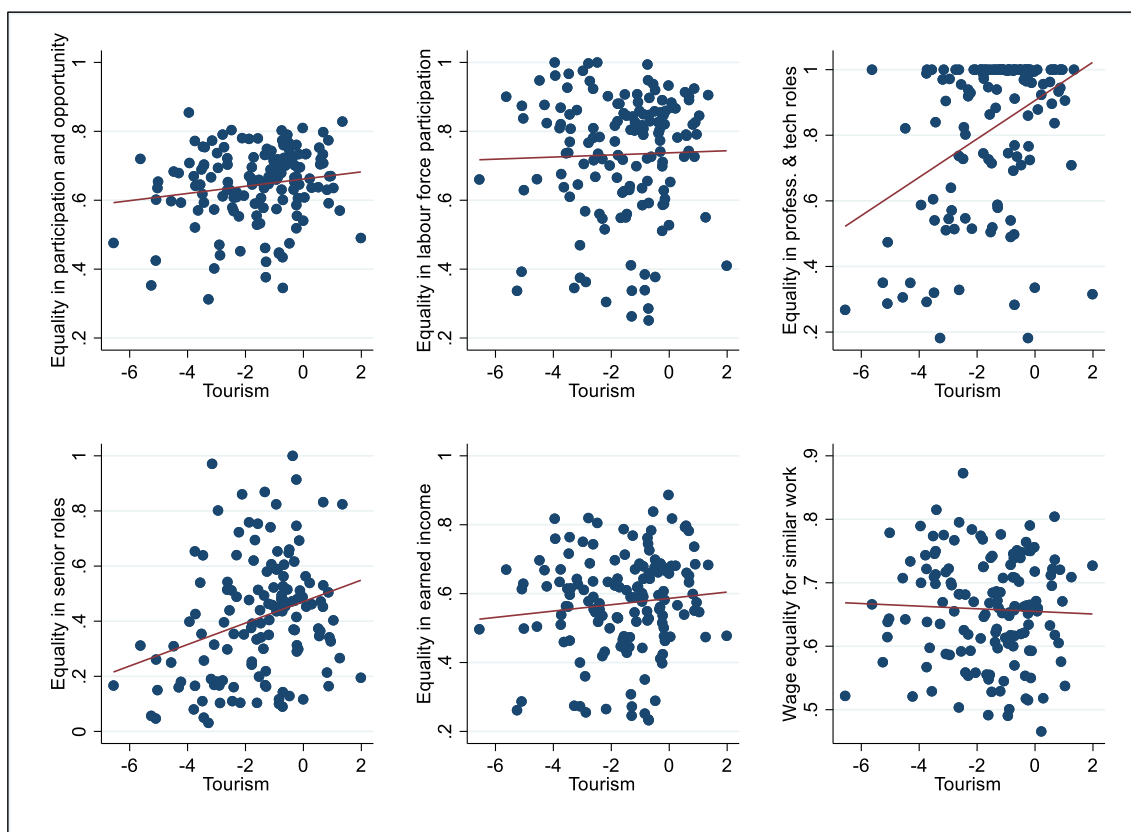 Equality in participation and opportunity
1
.8
.6
.4
.2
-6 -4 -2 0 2
Tourism
Equality in labour force participation
1
.8
.6
.4
.2
-6 -4 -2 0 2
Tourism
Equality in profess. & tech roles
1
.8
.6
.4
.2
-6 -4 -2 0 2
Tourism
Equality in senior roles
1
.8
.6
.4
.2
0
-6 -4 -2 0 2
Tourism
Equality in earned income
1
.8
.6
.4
.2
-6 -4 -2 0 2
Tourism
Wage equality for similar work
.9
.8
.7
.6
.5
-6 -4 -2 0 2
Tourism